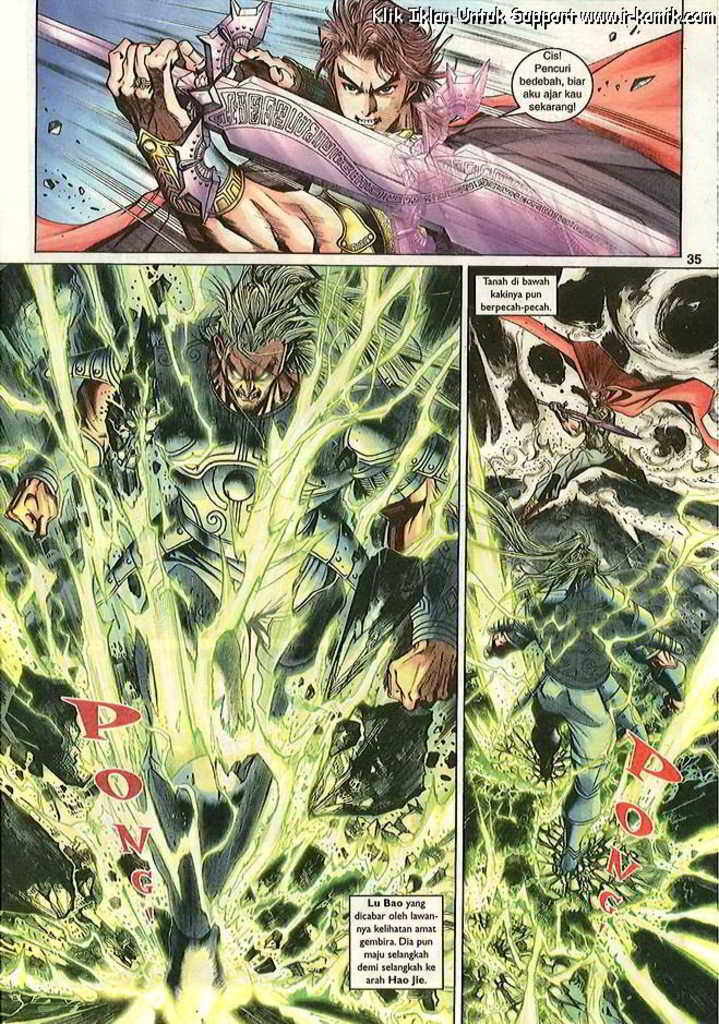 Klik Iklan Untuk Support www.ir-komik.com
Cis!
Pencuri
bedebah, biar
aku ajar kau
sekarang!
35
Tanah di bawah
kakinya pun
berpecah-pecah.
PONG!
PONG!
Lu Bao yang
dicabar oleh lawan-
nya kelihatan amat
gembira. Dia pun
maju selangkah
demi selangkah ke
arah Hao Jie.